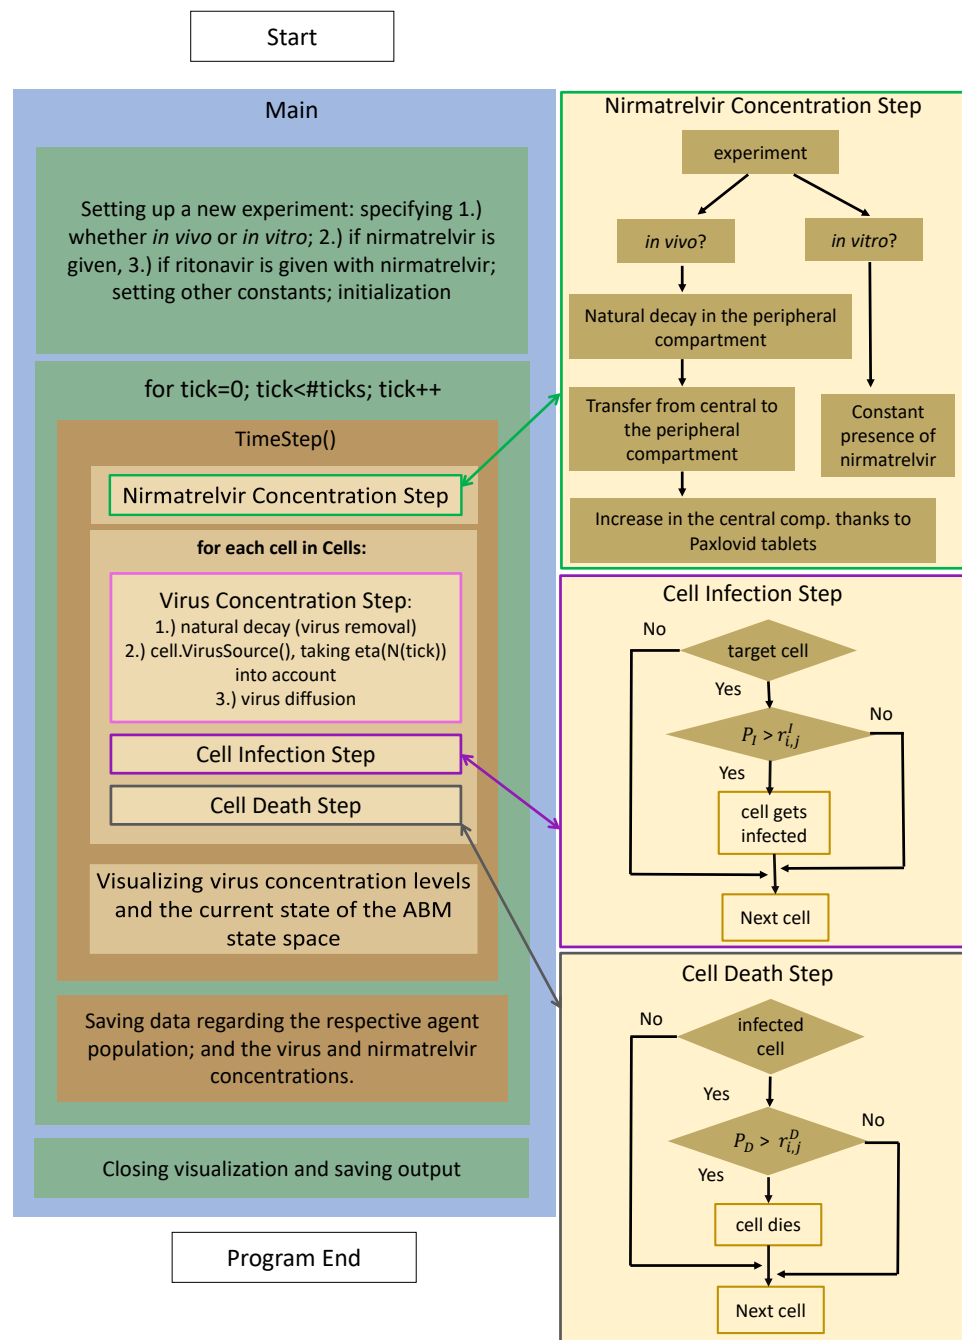 Start
Main
Setting up a new experiment: specifying 1.)
whether in vivo or in vitro; 2.) if nirmatrelvir is
given, 3.) if ritonavir is given with nirmatrelvir;
setting other constants; initialization
for tick=0; tick<#ticks; tick++
TimeStep()
Nirmatrelvir Concentration Step
for each cell in Cells:
Virus Concentration Step:
1.) natural decay (virus removal)
2.) cell.VirusSource(), taking eta(N(tick))
into account
3.) virus diffusion
Cell Infection Step
Cell Death Step
Visualizing virus concentration levels
and the current state of the ABM
state space
Saving data regarding the respective agent
population; and the virus and nirmatrelvir
concentrations.
Closing visualization and saving output
Program End
Nirmatrelvir Concentration Step
experiment
in vivo?
in vitro?
Natural decay in the peripheral
compartment
Transfer from central to
the peripheral
compartment
Constant
presence of
nirmatrelvir
Increase in the central comp. thanks to
Paxlovid tablets
Cell Infection Step
No
target cell
Yes
No
P_I > r_{i,j}^I
Yes
cell gets
infected
Next cell
Cell Death Step
No
infected
cell
Yes
No
P_D > r_{i,j}^D
Yes
cell dies
Next cell